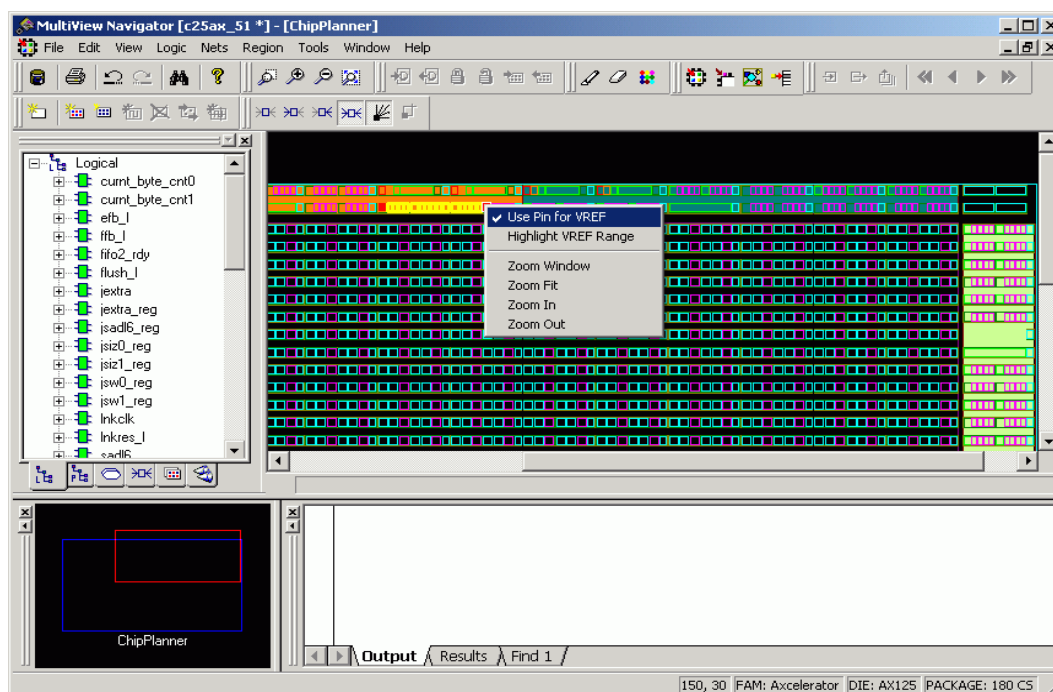 MultiView Navigator [c25ax_51 *] - [ChipPlanner]
File Edit View Logic Nets Region Tools Window Help
Logical
curnt_byte_cnt0
curnt_byte_cnt1
efb_l
ffb_l
fifo2_rdy
flush_l
jextra
jextra_reg
jsadl6_reg
jsiz0_reg
jsiz1_reg
jsw0_reg
jsw1_reg
lnkclk
lnkres_l
sadl6
Use Pin for VREF
Highlight VREF Range
Zoom Window
Zoom Fit
Zoom In
Zoom Out
ChipPlanner
Output Results Find 1
150, 30 FAM: Axcelerator DIE: AX125 PACKAGE: 180 CS